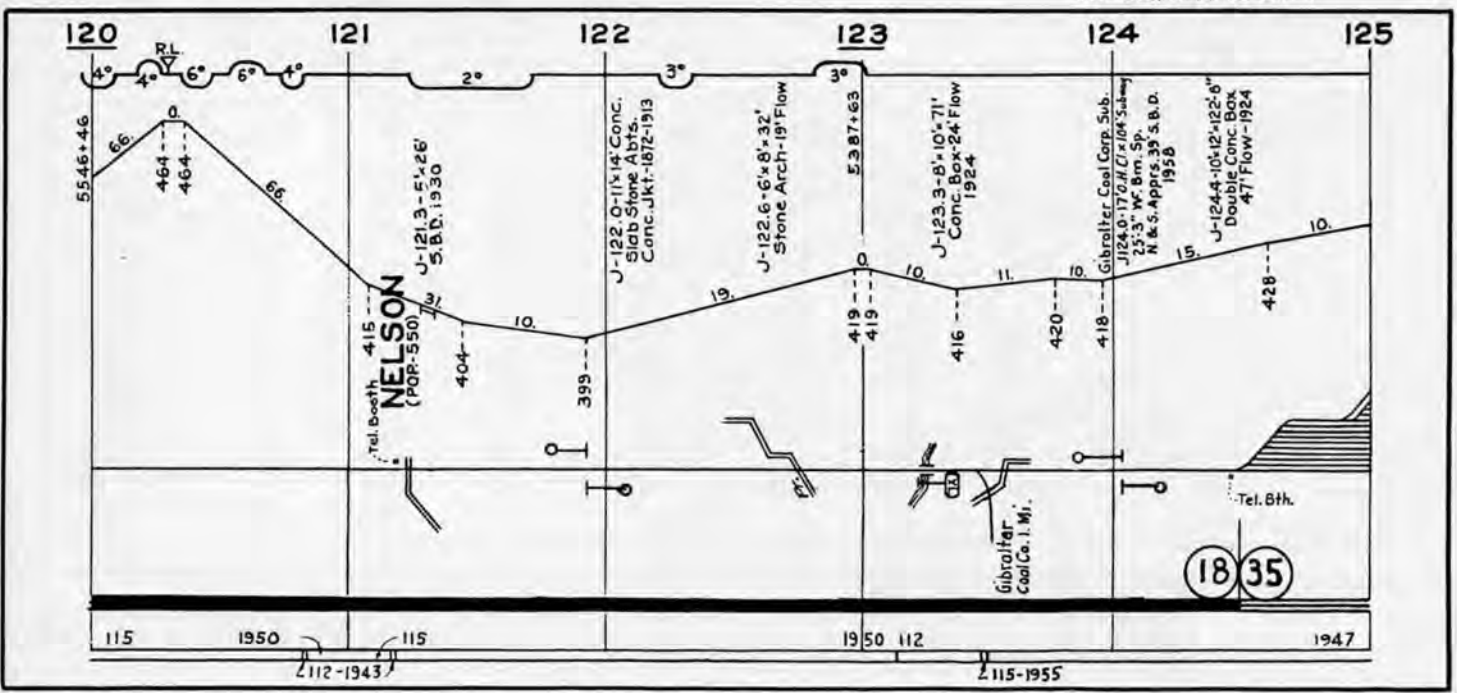 120
121
122
123
124
125
R.L.
4° 4° 6° 6° 4° 2° 3° 3°
5546+46
66.
0.
464
464
66.
415
NELSON
(POP.-550)
Tel. Booth
J-121.3-5'x26'
S.B.D. 1930
31.
404
10.
399
J-122.0-11'x14' Conc.
Slab Stone Abts.
Conc. Jkt.-1872-1913
19.
J-122.6-6'x8'x32'
Stone Arch-19' Flow
5387+63
0.
419
419
10.
J-123.3-8'x10'x71'
Conc. Box-24' Flow
1924
416
11.
420
10.
418
Gibralter Coal Corp. Sub.
J124.0-17' O.H. Cl. x 104' Subway
25'-3" W.F. Bm. Sp.
N. & S. Apprs. 39' S.B.D.
1958
15.
J-124.4-10'x12'x122'-8"
Double Conc. Box
47' Flow-1924
428
10.
TX
Gibraltar
Coal Co. 1. Mi.
Tel. Bth.
18 35
115 1950 115 1950 112 1947
112-1943
115-1955